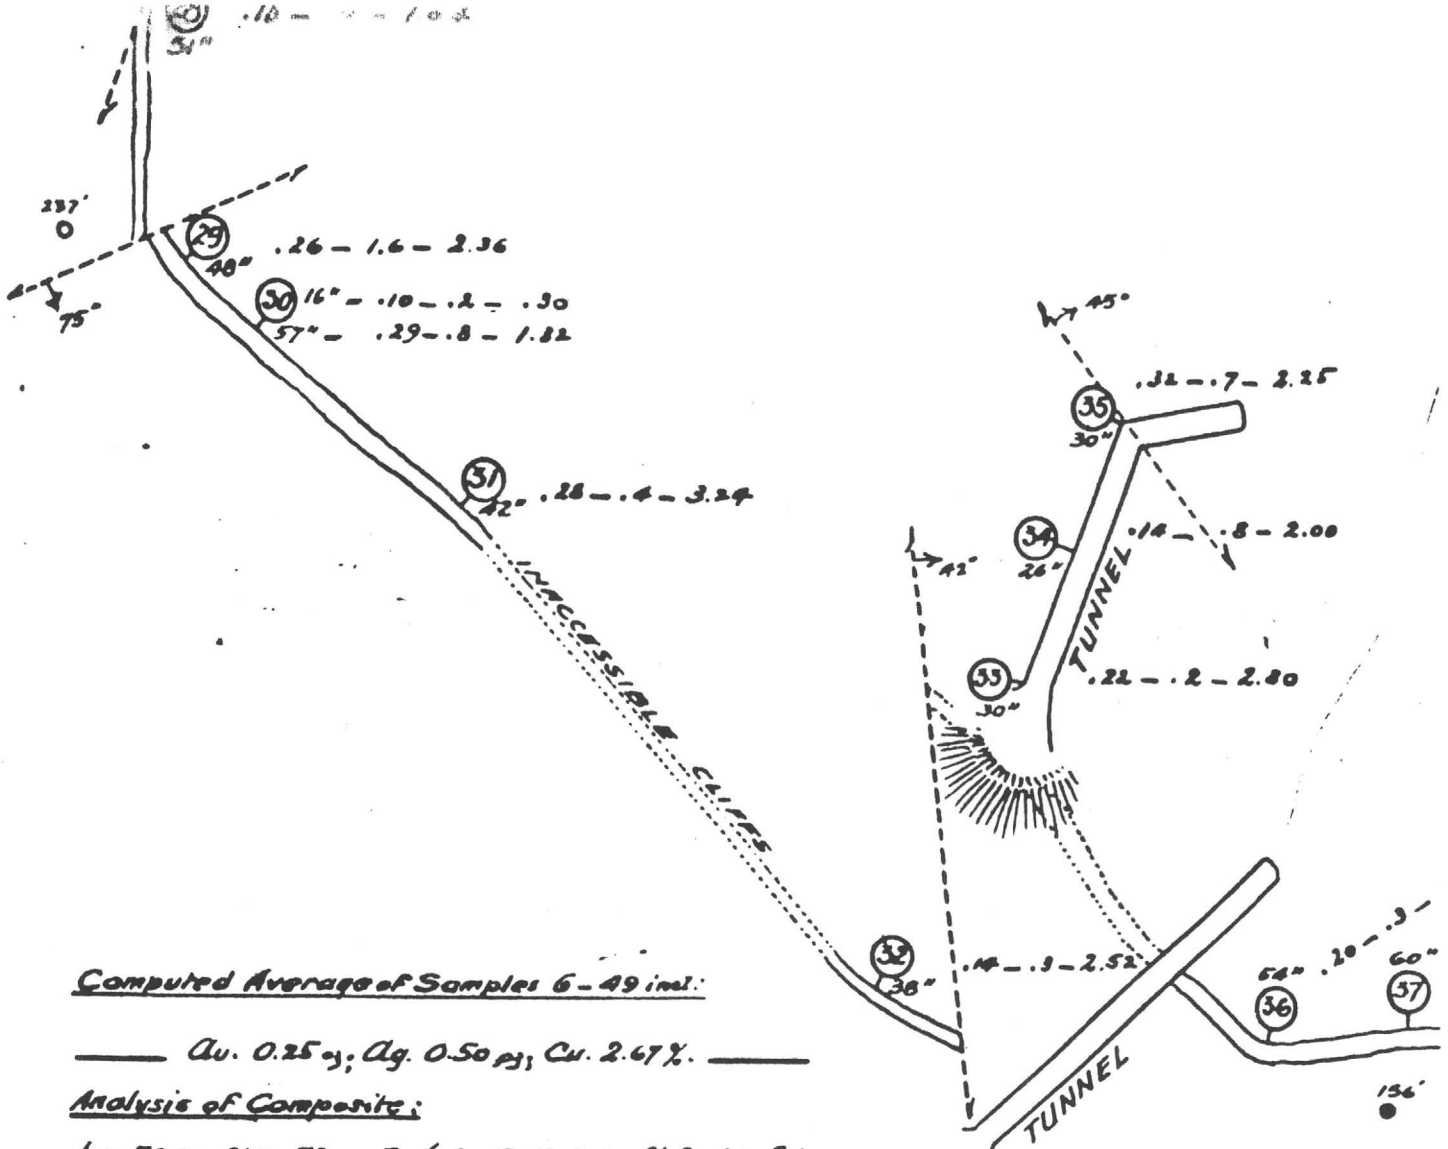 51"
237'
29
48"
.26 - 1.6 - 2.36
30
16" - .10 - .2 - .30
57" - .29 - .8 - 1.82
75°
45°
35
30"
.32 - .7 - 2.25
31
42"
.28 - .4 - 3.24
34
26"
.14 - .8 - 2.00
42°
TUNNEL
33
30"
.22 - .2 - 2.80
INACCESSIBLE CLIFFS
32
38"
.14 - .3 - 2.52
36
64"
.20 - .3 -
37
60"
TUNNEL
156'
Computed Average of Samples 6-49 incl:
Au. 0.25 oz; Ag. 0.50 oz; Cu. 2.67%.
Analysis of Composite: